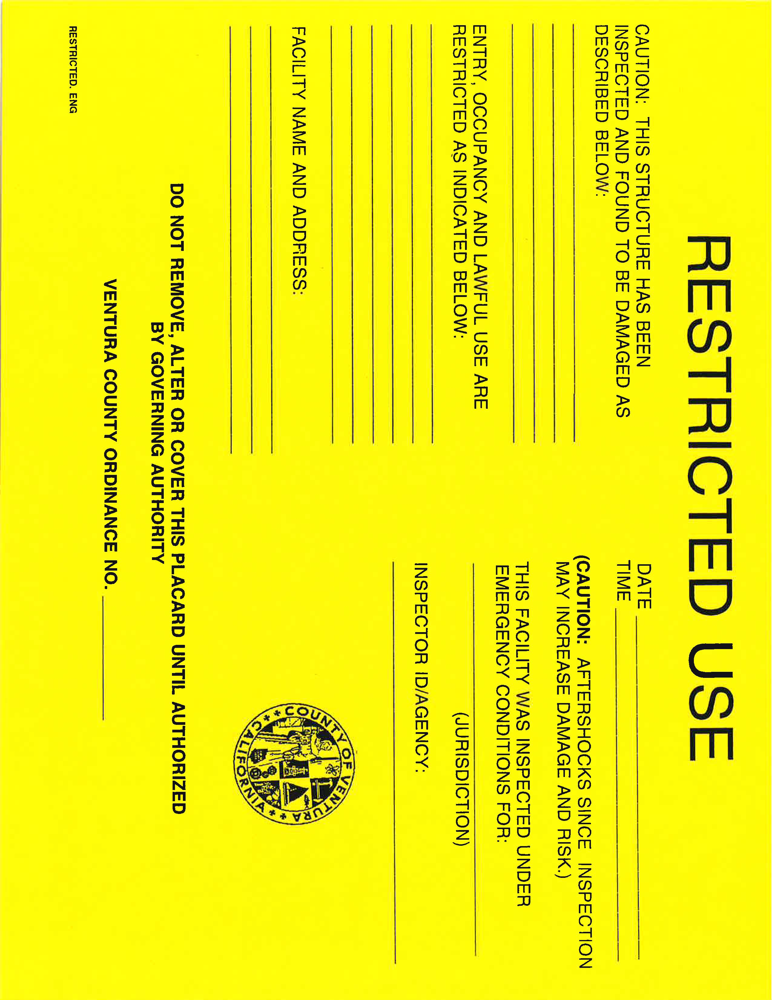 RESTRICTED USE
CAUTION: THIS STRUCTURE HAS BEEN
INSPECTED AND FOUND TO BE DAMAGED AS
DESCRIBED BELOW:
ENTRY, OCCUPANCY AND LAWFUL USE ARE
RESTRICTED AS INDICATED BELOW:
FACILITY NAME AND ADDRESS:
DATE
TIME
(CAUTION: AFTERSHOCKS SINCE INSPECTION
MAY INCREASE DAMAGE AND RISK.)
THIS FACILITY WAS INSPECTED UNDER
EMERGENCY CONDITIONS FOR:
(JURISDICTION)
INSPECTOR ID/AGENCY:
COUNTY OF VENTURA
CALIFORNIA
DO NOT REMOVE, ALTER OR COVER THIS PLACARD UNTIL AUTHORIZED
BY GOVERNING AUTHORITY
VENTURA COUNTY ORDINANCE NO.
RESTRICTED. ENG